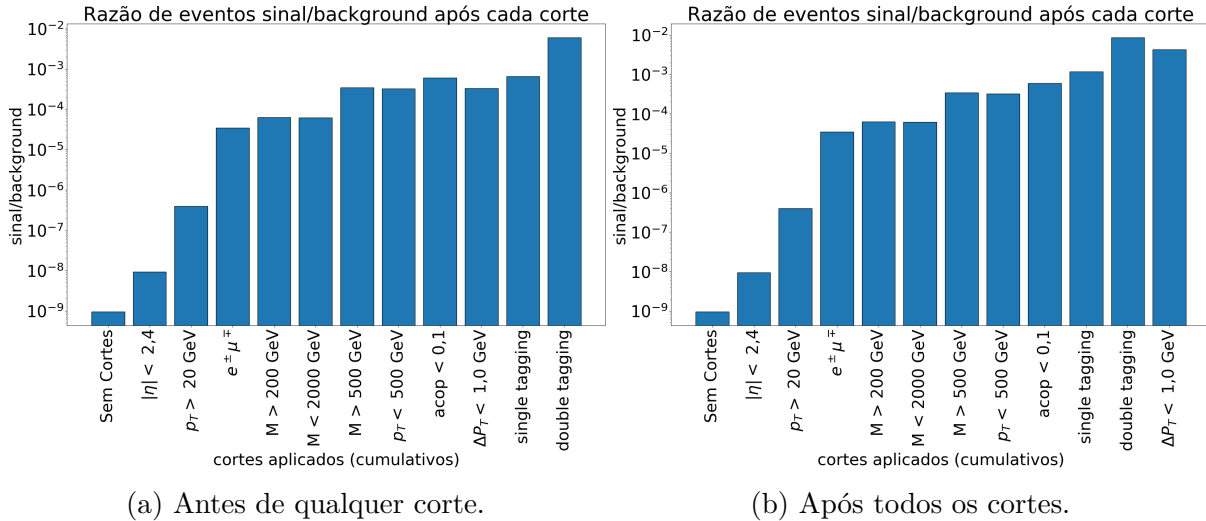 Razão de eventos sinal/background após cada corte
sinal/background
10⁻²
10⁻³
10⁻⁴
10⁻⁵
10⁻⁶
10⁻⁷
10⁻⁸
10⁻⁹
Sem Cortes
|η| < 2,4
p_T > 20 GeV
e^± μ^∓
M > 200 GeV
M < 2000 GeV
M > 500 GeV
p_T < 500 GeV
acop < 0,1
ΔP_T < 1,0 GeV
single tagging
double tagging
cortes aplicados (cumulativos)
(a) Antes de qualquer corte.
Razão de eventos sinal/background após cada corte
sinal/background
10⁻²
10⁻³
10⁻⁴
10⁻⁵
10⁻⁶
10⁻⁷
10⁻⁸
10⁻⁹
Sem Cortes
|η| < 2,4
p_T > 20 GeV
e^± μ^∓
M > 200 GeV
M < 2000 GeV
M > 500 GeV
p_T < 500 GeV
acop < 0,1
single tagging
double tagging
ΔP_T < 1,0 GeV
cortes aplicados (cumulativos)
(b) Após todos os cortes.